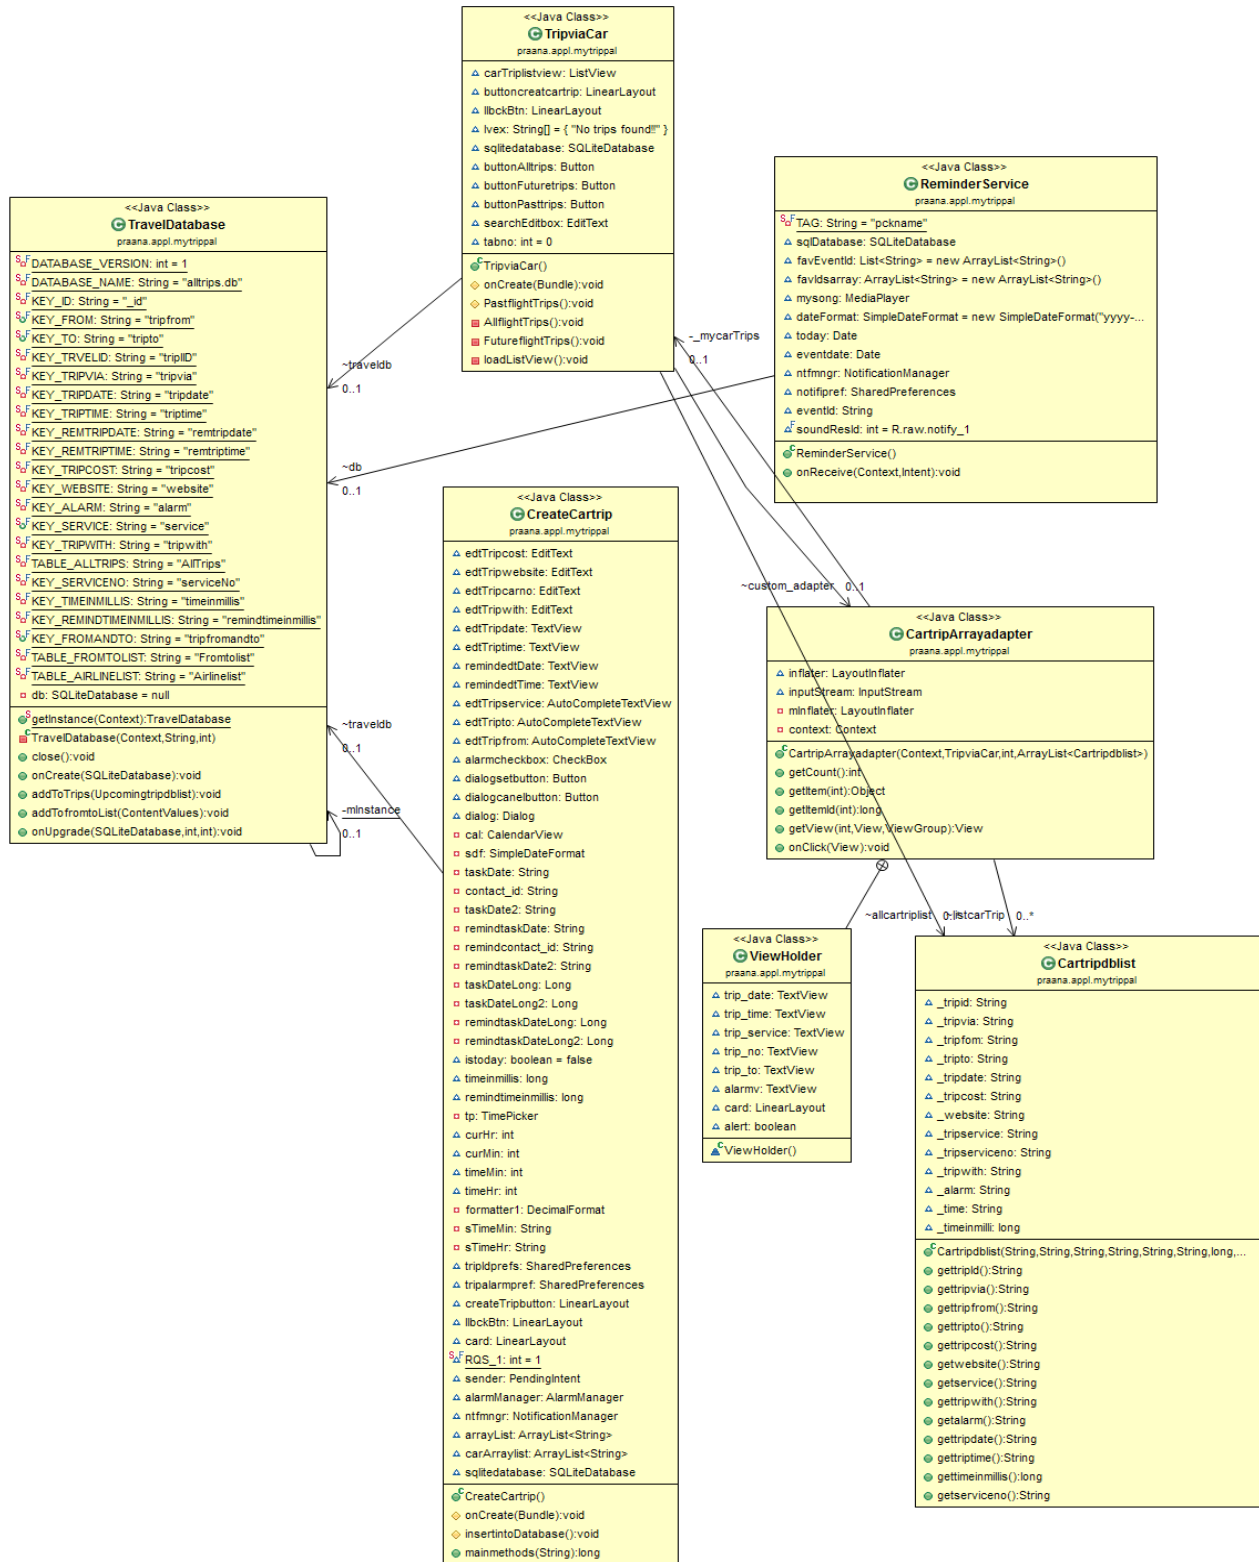 <<Java Class>>
TripviaCar
praana.appl.mytrippal
carTriplistview: ListView
buttoncreatcartrip: LinearLayout
llbckBtn: LinearLayout
lvex: String[] = { "No trips found!!" }
sqlitedatabase: SQLiteDatabase
buttonAlltrips: Button
buttonFuturetrips: Button
buttonPasttrips: Button
searchEditbox: EditText
tabno: int = 0
TripviaCar()
onCreate(Bundle):void
PastflightTrips():void
AllflightTrips():void
FutureflightTrips():void
loadListView():void
<<Java Class>>
ReminderService
praana.appl.mytrippal
TAG: String = "pckname"
sqlDatabase: SQLiteDatabase
favEventId: List<String> = new ArrayList<String>()
favIdsarray: ArrayList<String> = new ArrayList<String>()
mysong: MediaPlayer
dateFormat: SimpleDateFormat = new SimpleDateFormat("yyyy-...
today: Date
eventdate: Date
ntfmngr: NotificationManager
notifipref: SharedPreferences
eventId: String
soundResId: int = R.raw.notify_1
ReminderService()
onReceive(Context,Intent):void
<<Java Class>>
TravelDatabase
praana.appl.mytrippal
DATABASE_VERSION: int = 1
DATABASE_NAME: String = "alltrips.db"
KEY_ID: String = "_id"
KEY_FROM: String = "tripfrom"
KEY_TO: String = "tripto"
KEY_TRVELID: String = "tripIID"
KEY_TRIPVIA: String = "tripvia"
KEY_TRIPDATE: String = "tripdate"
KEY_TRIPTIME: String = "triptime"
KEY_REMTRIPDATE: String = "remtripdate"
KEY_REMTRIPTIME: String = "remtriptime"
KEY_TRIPCOST: String = "tripcost"
KEY_WEBSITE: String = "website"
KEY_ALARM: String = "alarm"
KEY_SERVICE: String = "service"
KEY_TRIPWITH: String = "tripwith"
TABLE_ALLTRIPS: String = "AllTrips"
KEY_SERVICENO: String = "serviceNo"
KEY_TIMEINMILLIS: String = "timeinmillis"
KEY_REMINDTIMEINMILLIS: String = "remindtimeinmillis"
KEY_FROMANDTO: String = "tripfromandto"
TABLE_FROMTOLIST: String = "Fromtolist"
TABLE_AIRLINELIST: String = "Airlinelist"
db: SQLiteDatabase = null
getInstance(Context):TravelDatabase
TravelDatabase(Context,String,int)
close():void
onCreate(SQLiteDatabase):void
addToTrips(Upcomingtripdblist):void
addTofromtoList(ContentValues):void
onUpgrade(SQLiteDatabase,int,int):void
~traveldb
0..1
~db
0..1
~traveldb
0..1
-mInstance
0..1
-_mycarTrips
0..1
~custom_adapter
0..1
<<Java Class>>
CreateCartrip
praana.appl.mytrippal
edtTripcost: EditText
edtTripwebsite: EditText
edtTripcarno: EditText
edtTripwith: EditText
edtTripdate: TextView
edtTriptime: TextView
remindedtDate: TextView
remindedtTime: TextView
edtTripservice: AutoCompleteTextView
edtTripto: AutoCompleteTextView
edtTripfrom: AutoCompleteTextView
alarmcheckbox: CheckBox
dialogsetbutton: Button
dialogcanelbutton: Button
dialog: Dialog
cal: CalendarView
sdf: SimpleDateFormat
taskDate: String
contact_id: String
taskDate2: String
remindtaskDate: String
remindcontact_id: String
remindtaskDate2: String
taskDateLong: Long
taskDateLong2: Long
remindtaskDateLong: Long
remindtaskDateLong2: Long
istoday: boolean = false
timeinmillis: long
remindtimeinmillis: long
tp: TimePicker
curHr: int
curMin: int
timeMin: int
timeHr: int
formatter1: DecimalFormat
sTimeMin: String
sTimeHr: String
tripIdprefs: SharedPreferences
tripalarmpref: SharedPreferences
createTripbutton: LinearLayout
llbckBtn: LinearLayout
card: LinearLayout
RQS_1: int = 1
sender: PendingIntent
alarmManager: AlarmManager
ntfmngr: NotificationManager
arrayList: ArrayList<String>
carArraylist: ArrayList<String>
sqlitedatabase: SQLiteDatabase
CreateCartrip()
onCreate(Bundle):void
insertintoDatabase():void
mainmethods(String):long
<<Java Class>>
CartripArrayadapter
praana.appl.mytrippal
inflater: LayoutInflater
inputStream: InputStream
mInflater: LayoutInflater
context: Context
CartripArrayadapter(Context,TripviaCar,int,ArrayList<Cartripdblist>)
getCount():int
getItem(int):Object
getItemId(int):long
getView(int,View,ViewGroup):View
onClick(View):void
~allcartriplist
~listcarTrip
0..*
<<Java Class>>
ViewHolder
praana.appl.mytrippal
trip_date: TextView
trip_time: TextView
trip_service: TextView
trip_no: TextView
trip_to: TextView
alarmv: TextView
card: LinearLayout
alert: boolean
ViewHolder()
<<Java Class>>
Cartripdblist
praana.appl.mytrippal
_tripid: String
_tripvia: String
_tripfom: String
_tripto: String
_tripdate: String
_tripcost: String
_website: String
_tripservice: String
_tripserviceno: String
_tripwith: String
_alarm: String
_time: String
_timeinmilli: long
Cartripdblist(String,String,String,String,String,String,long,...
gettripId():String
gettripvia():String
gettripfrom():String
gettripto():String
gettripcost():String
getwebsite():String
getservice():String
gettripwith():String
getalarm():String
gettripdate():String
gettriptime():String
gettimeinmillis():long
getserviceno():String